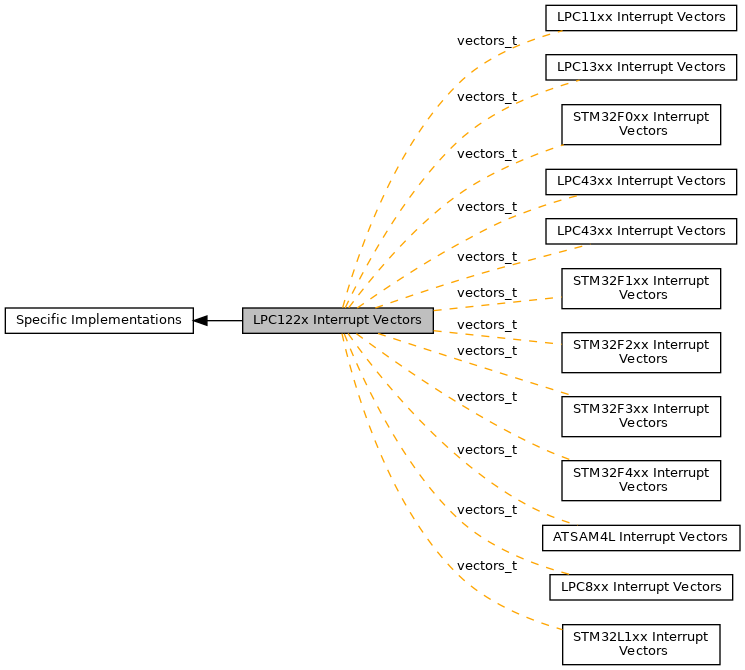 LPC11xx Interrupt Vectors
vectors_t
LPC13xx Interrupt Vectors
vectors_t
STM32F0xx Interrupt
Vectors
vectors_t
LPC43xx Interrupt Vectors
vectors_t
LPC43xx Interrupt Vectors
vectors_t
STM32F1xx Interrupt
Vectors
vectors_t
Specific Implementations
LPC122x Interrupt Vectors
vectors_t
STM32F2xx Interrupt
Vectors
vectors_t
STM32F3xx Interrupt
Vectors
vectors_t
STM32F4xx Interrupt
Vectors
vectors_t
ATSAM4L Interrupt Vectors
vectors_t
LPC8xx Interrupt Vectors
vectors_t
STM32L1xx Interrupt
Vectors